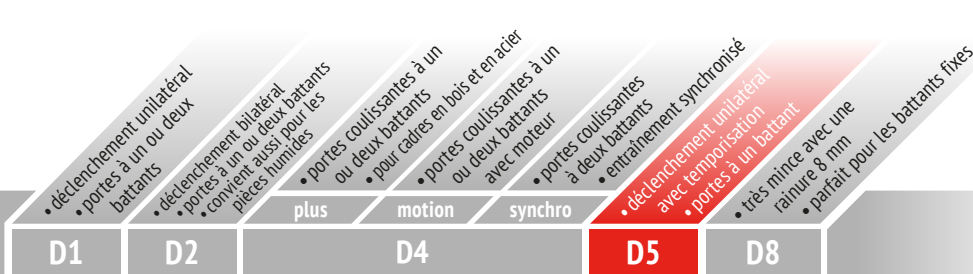 • déclenchement unilatéral
• portes à un ou deux
battants
• déclenchement bilatéral
• portes à un ou deux battants
• convient aussi pour les
pièces humides
• portes coulissantes à un
ou deux battants
• pour cadres en bois et en acier
• portes coulissantes à un
ou deux battants
avec moteur
• portes coulissantes
à deux battants
• entraînement synchronisé
• déclenchement unilatéral
avec temporisation
• portes à un battant
• très mince avec une
rainure 8 mm
• parfait pour les battants fixes
plus
motion
synchro
D1
D2
D4
D5
D8